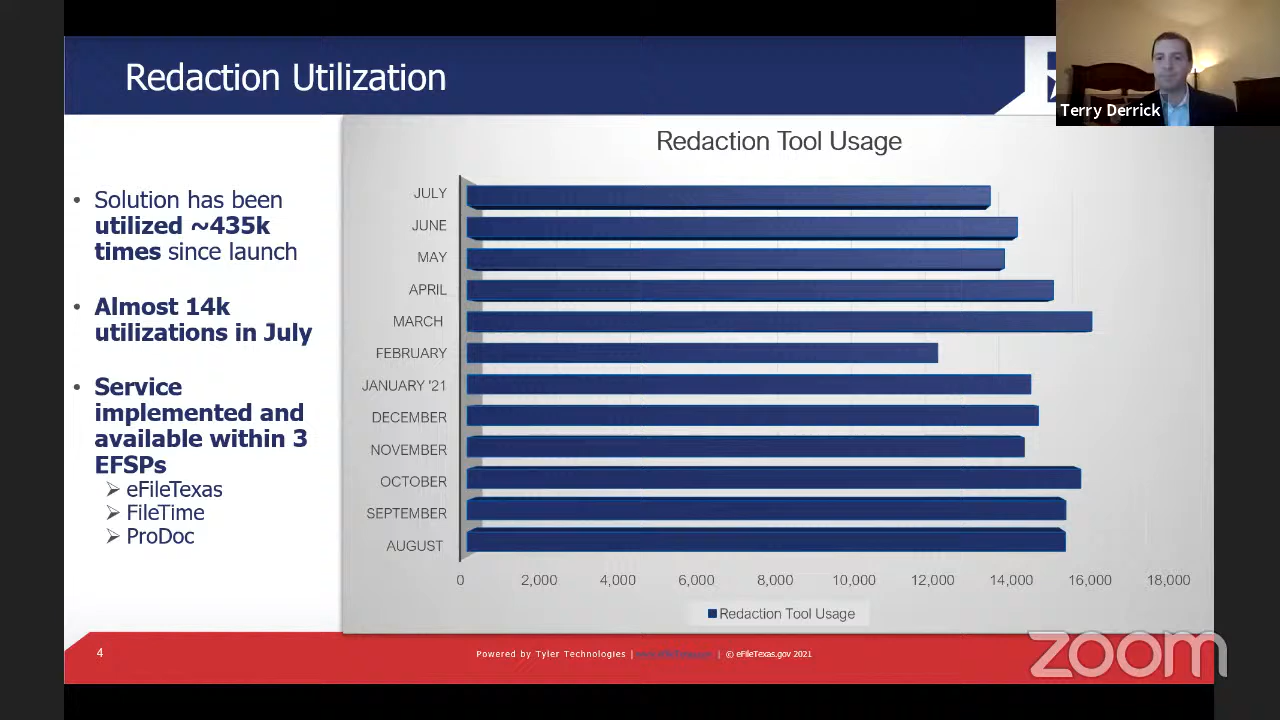 Redaction Utilization
Terry Derrick
Redaction Tool Usage
• Solution has been
utilized ~435k
times since launch
• Almost 14k
utilizations in July
• Service
implemented and
available within 3
EFSPs
➢ eFileTexas
➢ FileTime
➢ ProDoc
JULY
JUNE
MAY
APRIL
MARCH
FEBRUARY
JANUARY '21
DECEMBER
NOVEMBER
OCTOBER
SEPTEMBER
AUGUST
0 2,000 4,000 6,000 8,000 10,000 12,000 14,000 16,000 18,000
Redaction Tool Usage
4
Powered by Tyler Technologies | | © eFileTexas.gov 2021
zoom